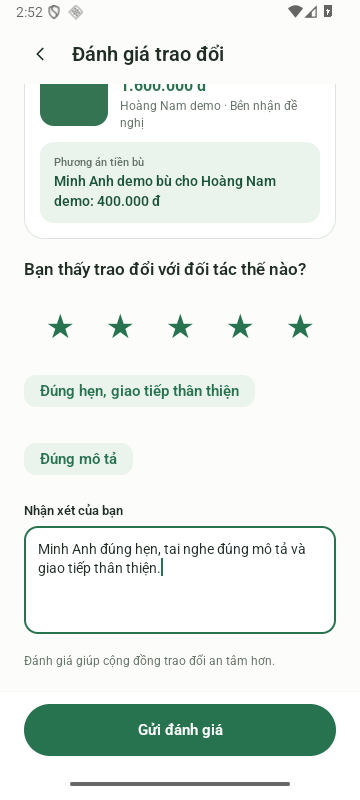 2:52
Đánh giá trao đổi
1.600.000 đ
Hoàng Nam demo · Bên nhận đề
nghị
Phương án tiền bù
Minh Anh demo bù cho Hoàng Nam
demo: 400.000 đ
Bạn thấy trao đổi với đối tác thế nào?
Đúng hẹn, giao tiếp thân thiện
Đúng mô tả
Nhận xét của bạn
Minh Anh đúng hẹn, tai nghe đúng mô tả và
giao tiếp thân thiện.
Đánh giá giúp cộng đồng trao đổi an tâm hơn.
Gửi đánh giá